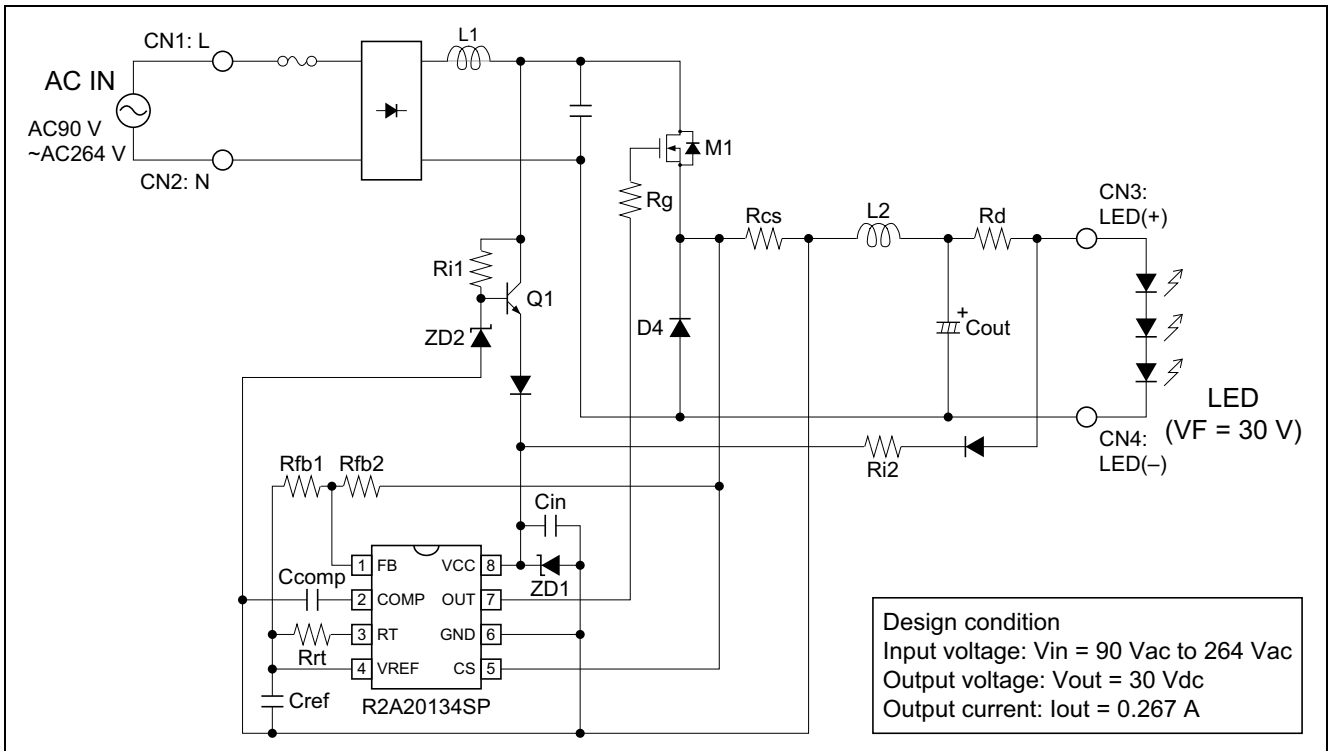 CN1: L
L1
AC IN
AC90 V
~AC264 V
CN2: N
M1
Rg
CN3:
LED(+)
Rcs
L2
Rd
Ri1
Q1
ZD2
D4
+
Cout
LED
(VF = 30 V)
CN4:
LED(–)
Ri2
Rfb1
Rfb2
Cin
1 FB
VCC 8
ZD1
Ccomp
2 COMP
OUT 7
3 RT
GND 6
Rrt
4 VREF
CS 5
Cref
R2A20134SP
Design condition
Input voltage: Vin = 90 Vac to 264 Vac
Output voltage: Vout = 30 Vdc
Output current: Iout = 0.267 A